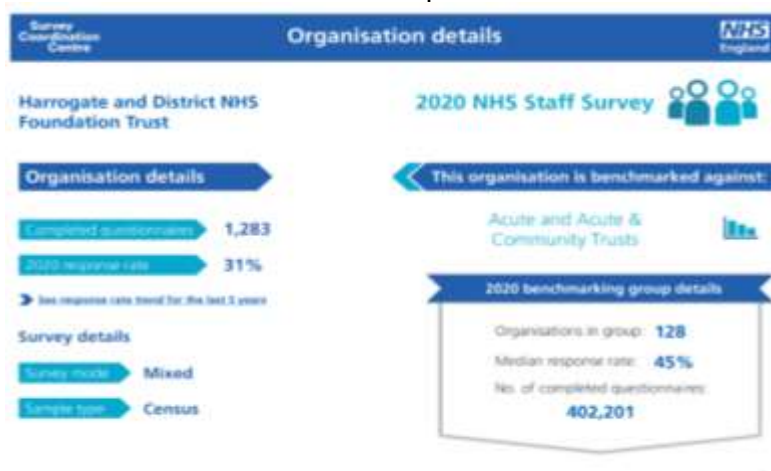 Survey
Coordination
Centre
Organisation details
NHS
England
Harrogate and District NHS
Foundation Trust
2020 NHS Staff Survey
Organisation details
This organisation is benchmarked against:
Completed questionnaires 1,283
2020 response rate 31%
See response rate trend for the last 5 years
Acute and Acute &
Community Trusts
Survey details
Survey mode Mixed
Sample type Census
2020 benchmarking group details
Organisations in group: 128
Median response rate: 45%
No. of completed questionnaires:
402,201